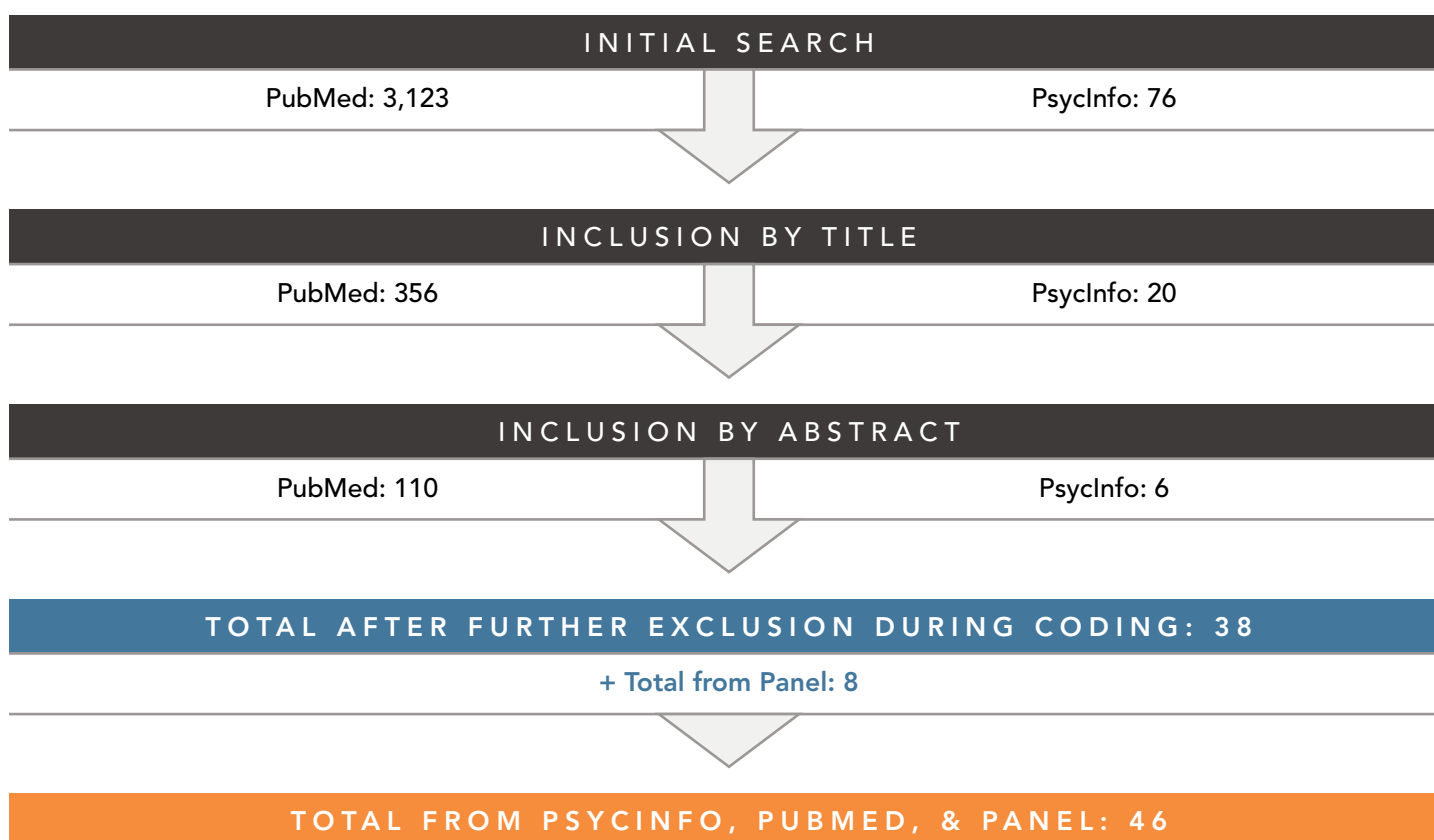 INITIAL SEARCH
PubMed: 3,123
PsycInfo: 76
INCLUSION BY TITLE
PubMed: 356
PsycInfo: 20
INCLUSION BY ABSTRACT
PubMed: 110
PsycInfo: 6
TOTAL AFTER FURTHER EXCLUSION DURING CODING: 38
+ Total from Panel: 8
TOTAL FROM PSYCINFO, PUBMED, & PANEL: 46